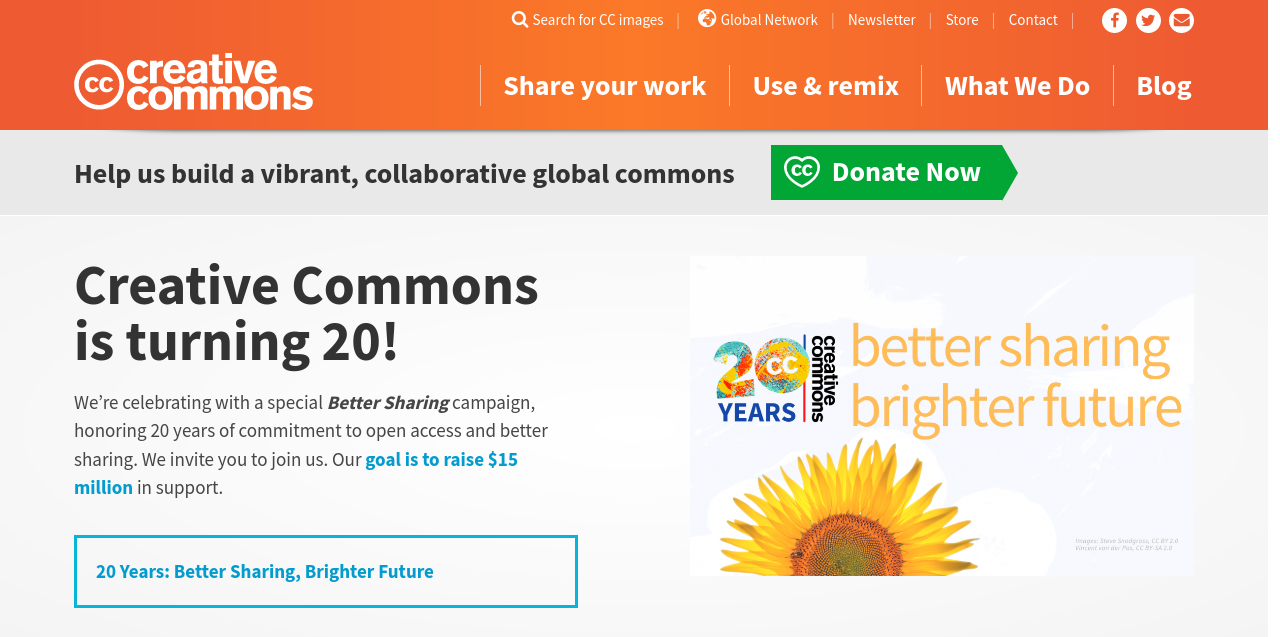 Search for CC images | Global Network | Newsletter | Store | Contact |
cc creative commons
Share your work
Use & remix
What We Do
Blog
Help us build a vibrant, collaborative global commons
cc Donate Now
Creative Commons
is turning 20!
We’re celebrating with a special Better Sharing campaign,
honoring 20 years of commitment to open access and better
sharing. We invite you to join us. Our goal is to raise $15
million in support.
20 Years: Better Sharing, Brighter Future
20 CC
YEARS
creative
commons
better sharing
brighter future
Images: Steve Snodgrass, CC BY 2.0
Vincent van der Pas, CC BY-SA 2.0